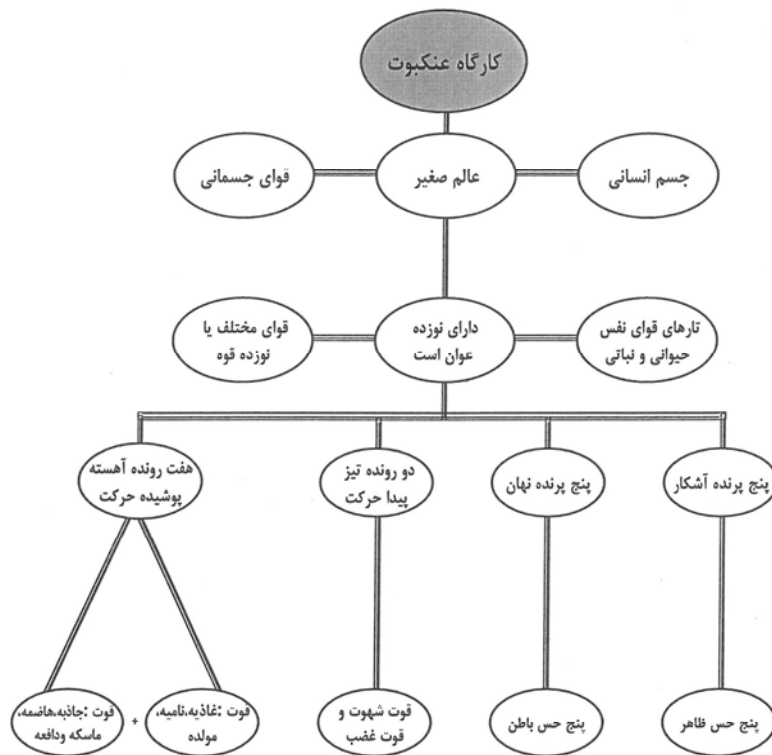 کارگاه عنکبوت
جسم انسانی
عالم صغیر
قوای جسمانی
تارهای قوای نفس
حیوانی و نباتی
دارای نوزده
عوان است
قوای مختلف یا
نوزده قوه
پنج پرنده آشکار
پنج پرنده نهان
دو رونده تیز
پیدا حرکت
هفت رونده آهسته
پوشیده حرکت
پنج حس ظاهر
پنج حس باطن
قوت شهوت و
قوت غضب
قوت :غاذیه،نامیه،
مولده
+
قوت :جاذبه،هاضمه،
ماسکه ودافعه